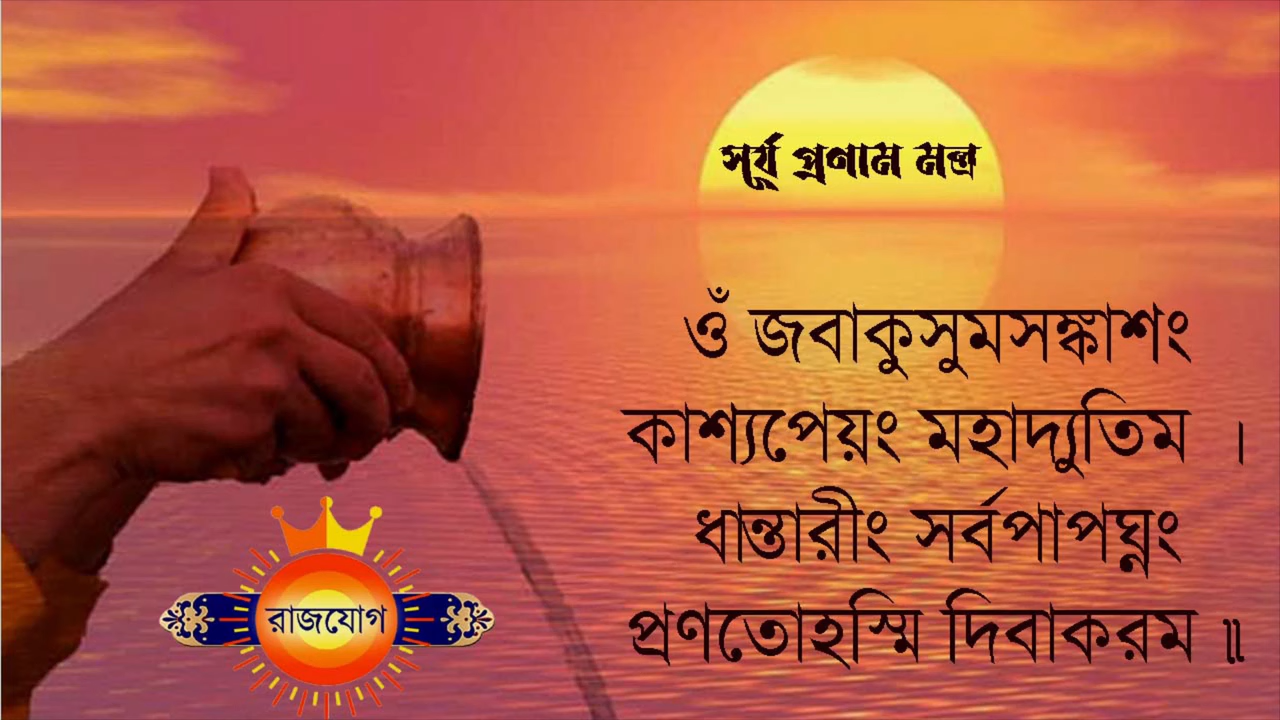 সূর্য প্রণাম মন্ত্র
ওঁ জবাকুসুমসঙ্কাশং
কাশ্যপেয়ং মহাদ্যুতিম ।
ধান্তারীং সর্বপাপঘ্নং
প্রণতোহস্মি দিবাকরম ॥
রাজযোগ